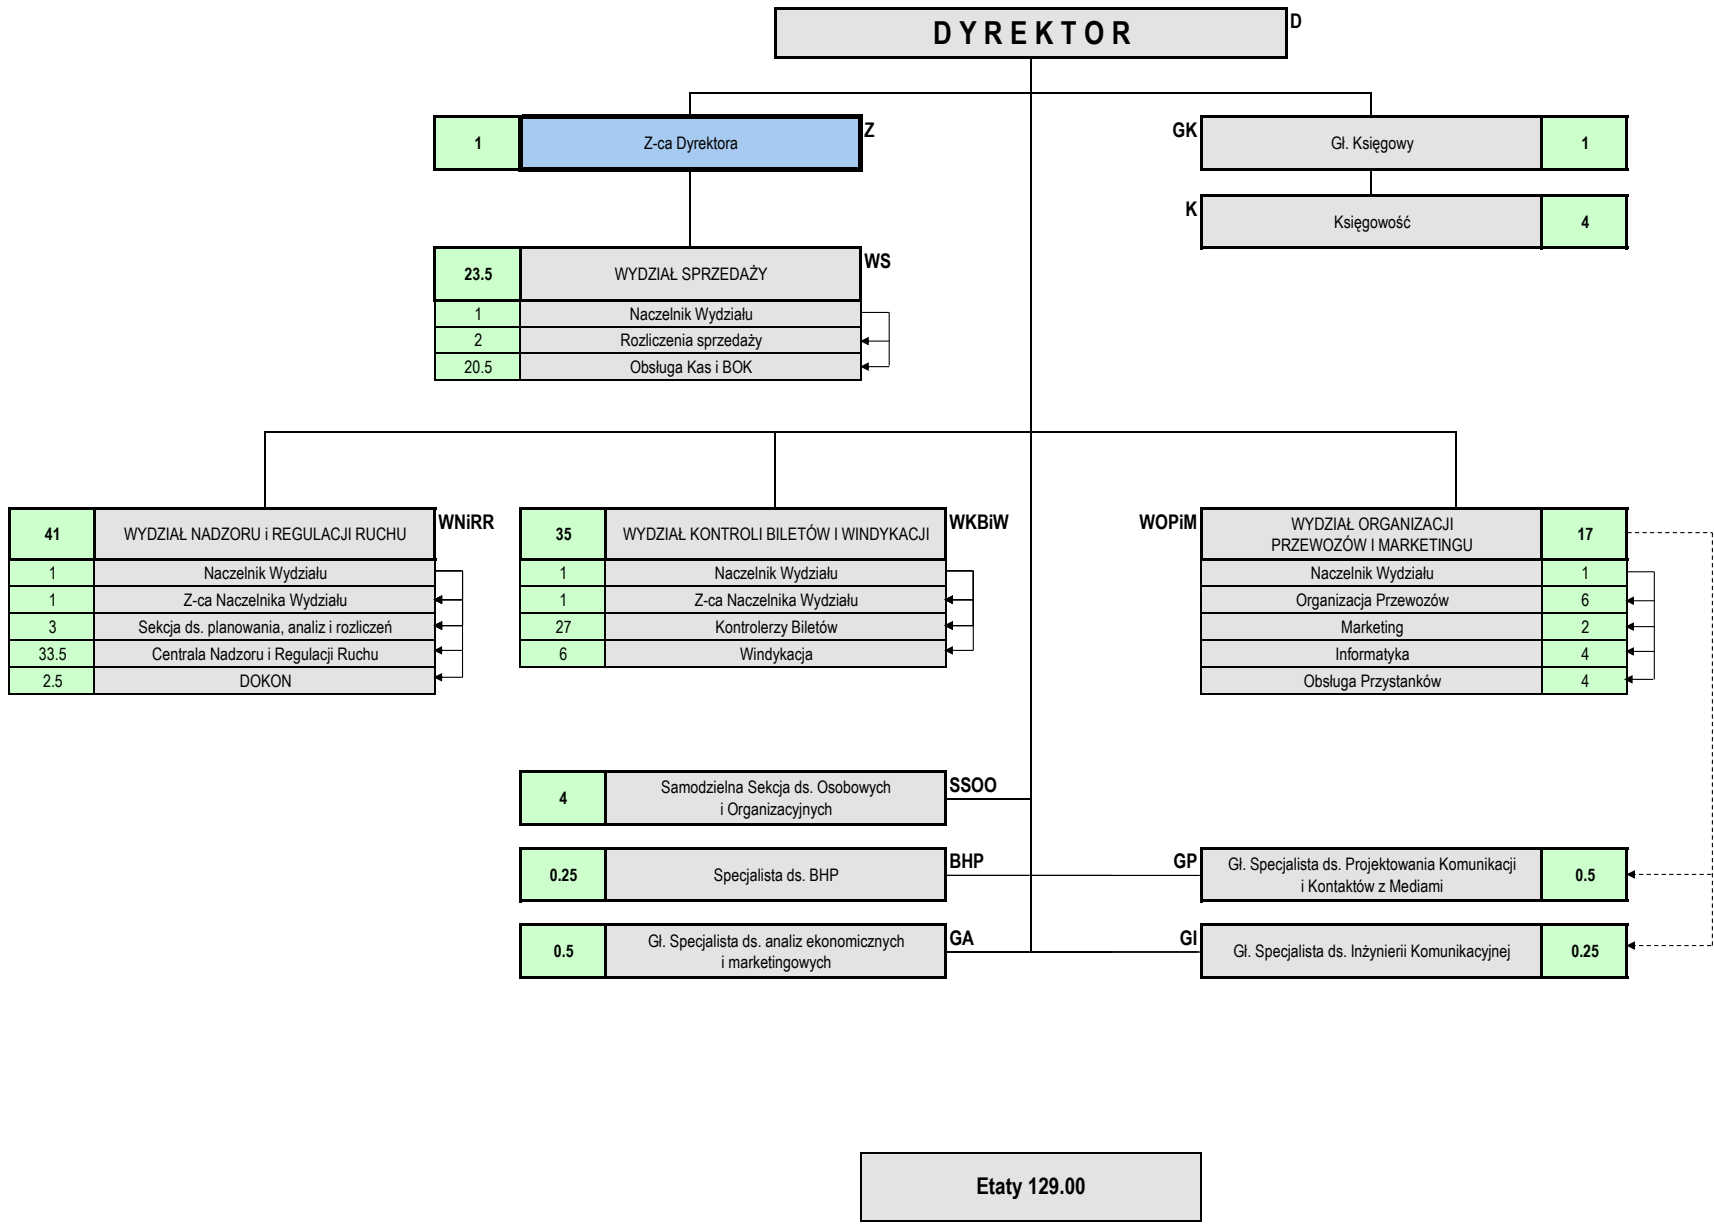 D Y R E K T O R
D
1
Z-ca Dyrektora
Z
GK
Gł. Księgowy
1
K
Księgowość
4
23.5
WYDZIAŁ SPRZEDAŻY
WS
1
Naczelnik Wydziału
2
Rozliczenia sprzedaży
20.5
Obsługa Kas i BOK
41
WYDZIAŁ NADZORU i REGULACJI RUCHU
WNiRR
1
Naczelnik Wydziału
1
Z-ca Naczelnika Wydziału
3
Sekcja ds. planowania, analiz i rozliczeń
33.5
Centrala Nadzoru i Regulacji Ruchu
2.5
DOKON
35
WYDZIAŁ KONTROLI BILETÓW I WINDYKACJI
WKBiW
1
Naczelnik Wydziału
1
Z-ca Naczelnika Wydziału
27
Kontrolerzy Biletów
6
Windykacja
WOPiM
WYDZIAŁ ORGANIZACJI
PRZEWOZÓW I MARKETINGU
17
Naczelnik Wydziału
1
Organizacja Przewozów
6
Marketing
2
Informatyka
4
Obsługa Przystanków
4
4
Samodzielna Sekcja ds. Osobowych
i Organizacyjnych
SSOO
0.25
Specjalista ds. BHP
BHP
GP
Gł. Specjalista ds. Projektowania Komunikacji
i Kontaktów z Mediami
0.5
0.5
Gł. Specjalista ds. analiz ekonomicznych
i marketingowych
GA
GI
Gł. Specjalista ds. Inżynierii Komunikacyjnej
0.25
Etaty 129.00